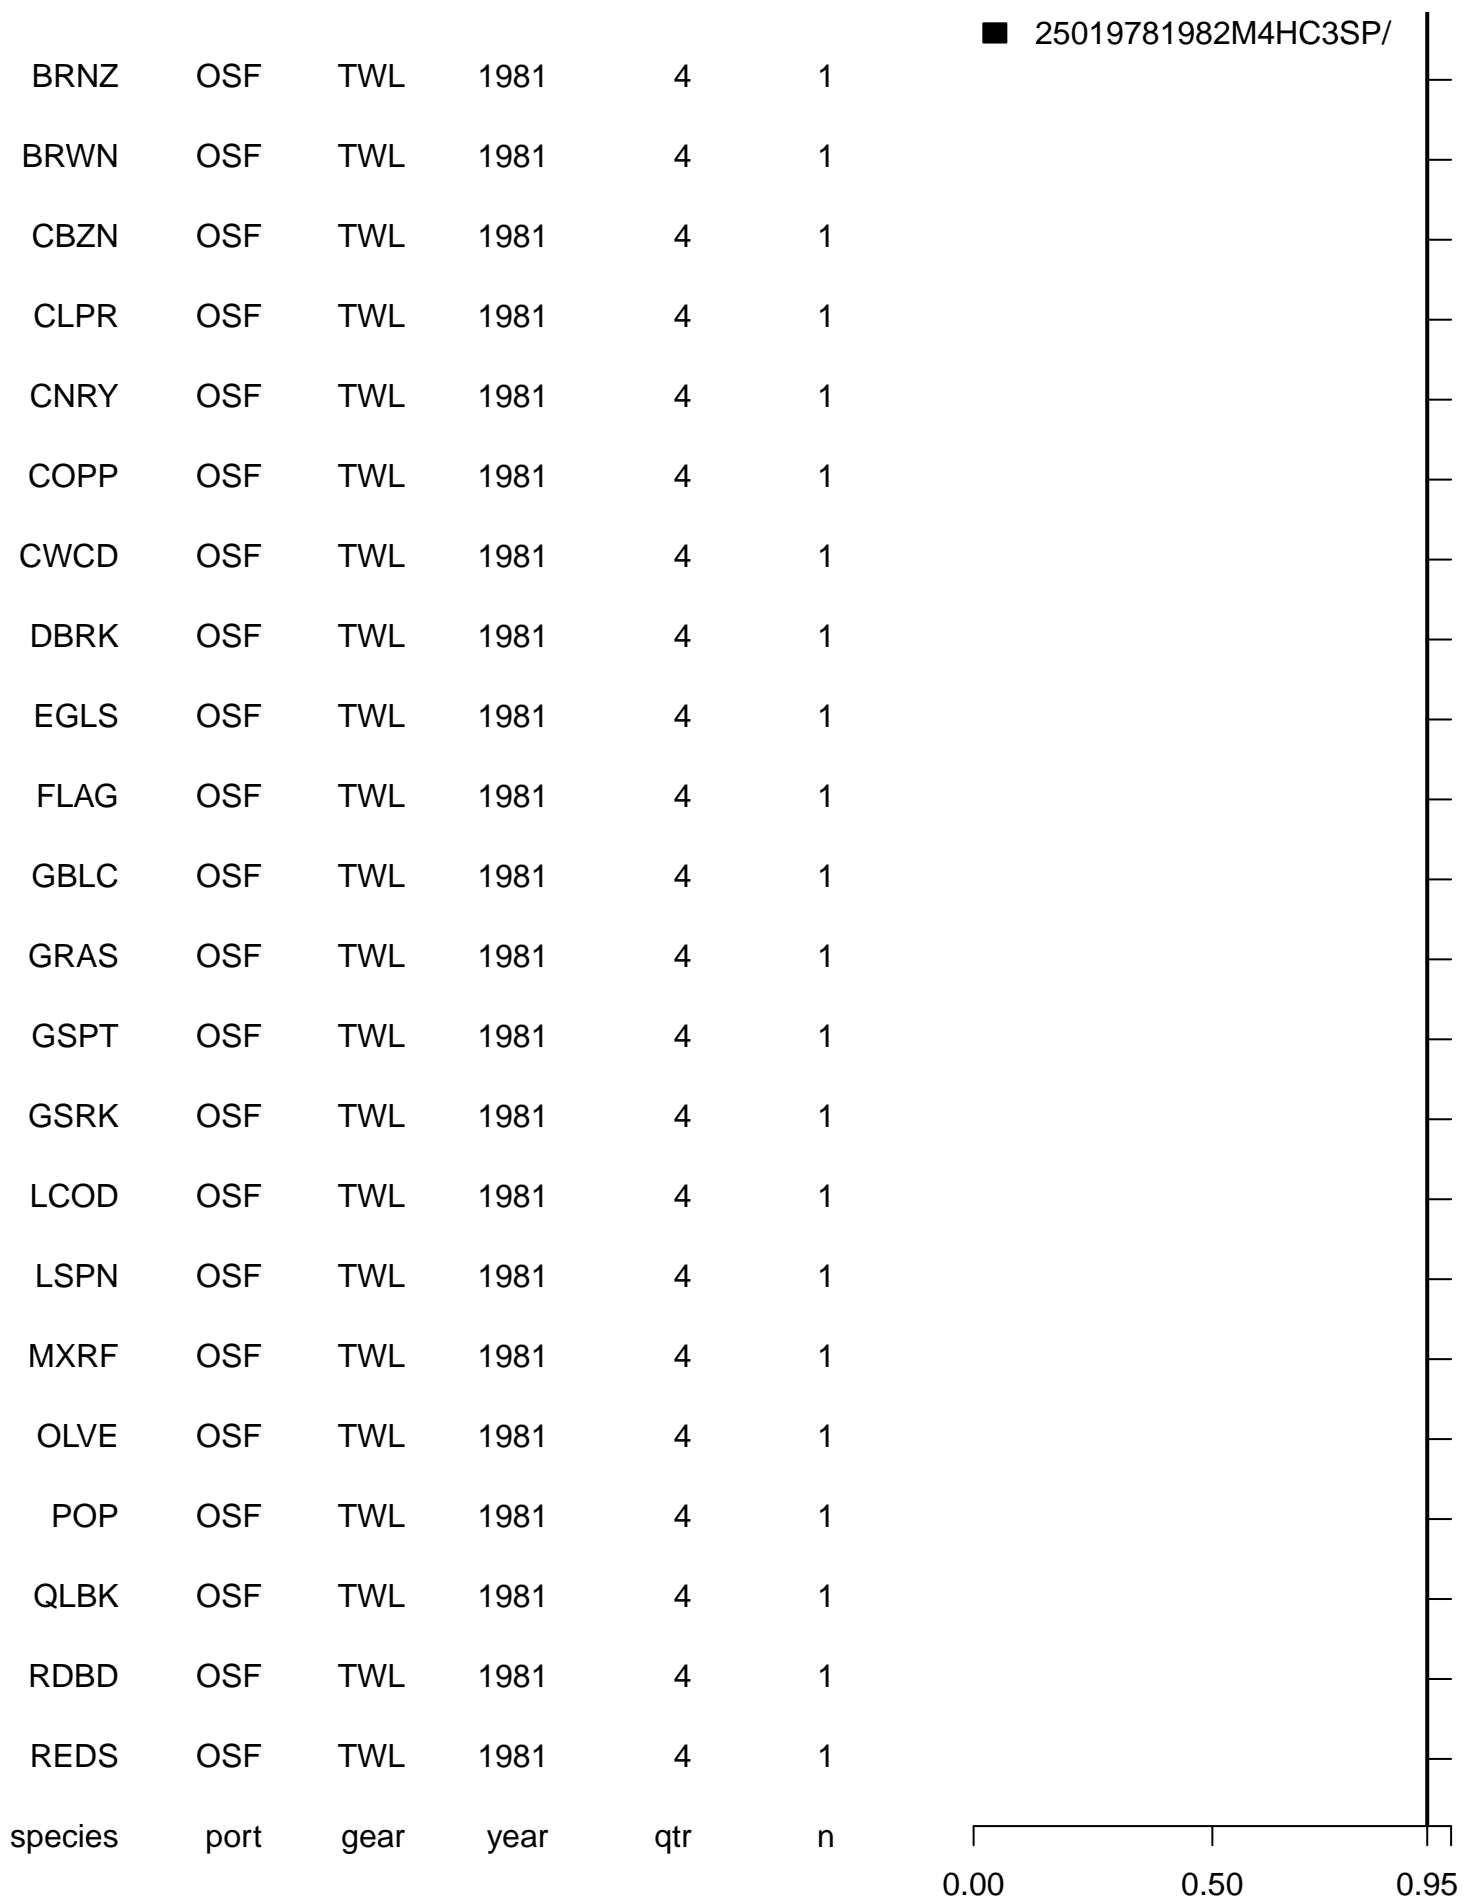 25019781982M4HC3SP/
BRNZ OSF TWL 1981 4 1
BRWN OSF TWL 1981 4 1
CBZN OSF TWL 1981 4 1
CLPR OSF TWL 1981 4 1
CNRY OSF TWL 1981 4 1
COPP OSF TWL 1981 4 1
CWCD OSF TWL 1981 4 1
DBRK OSF TWL 1981 4 1
EGLS OSF TWL 1981 4 1
FLAG OSF TWL 1981 4 1
GBLC OSF TWL 1981 4 1
GRAS OSF TWL 1981 4 1
GSPT OSF TWL 1981 4 1
GSRK OSF TWL 1981 4 1
LCOD OSF TWL 1981 4 1
LSPN OSF TWL 1981 4 1
MXRF OSF TWL 1981 4 1
OLVE OSF TWL 1981 4 1
POP OSF TWL 1981 4 1
QLBK OSF TWL 1981 4 1
RDBD OSF TWL 1981 4 1
REDS OSF TWL 1981 4 1
species port gear year qtr n
0.00 0.50 0.95